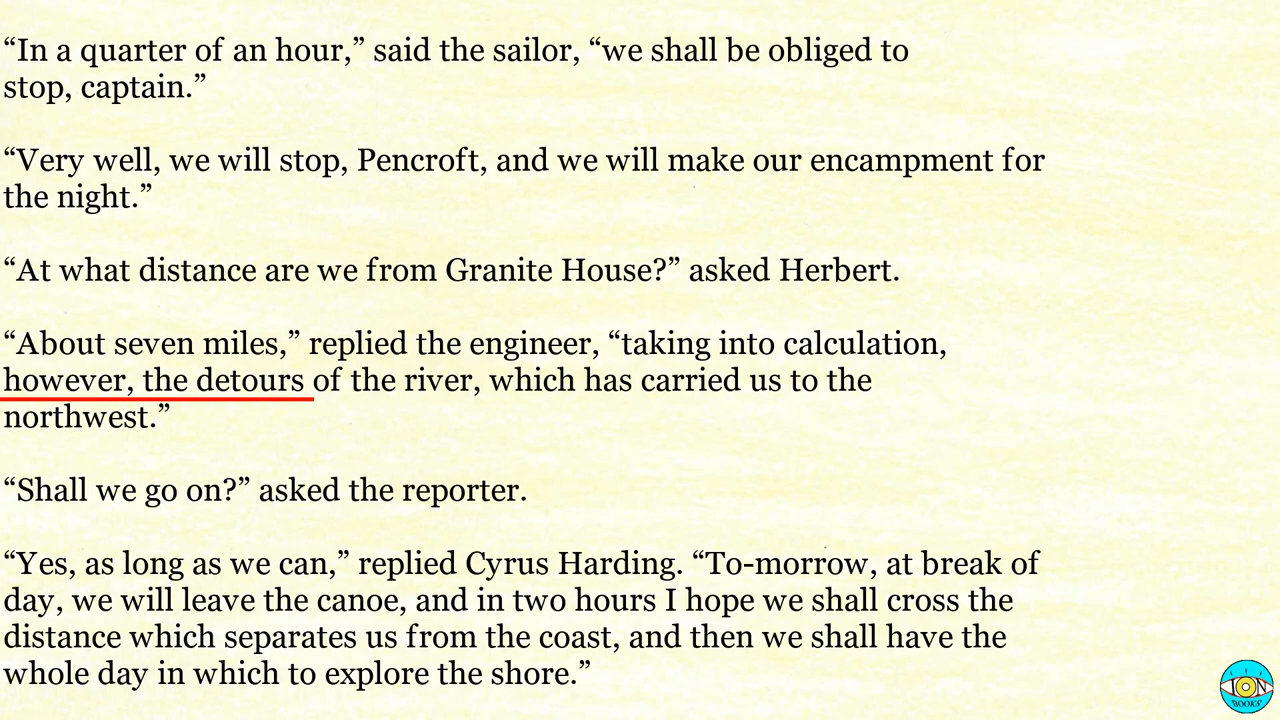 “In a quarter of an hour,” said the sailor, “we shall be obliged to
stop, captain.”
“Very well, we will stop, Pencroft, and we will make our encampment for
the night.”
“At what distance are we from Granite House?” asked Herbert.
“About seven miles,” replied the engineer, “taking into calculation,
however, the detours of the river, which has carried us to the
northwest.”
“Shall we go on?” asked the reporter.
“Yes, as long as we can,” replied Cyrus Harding. “To-morrow, at break of
day, we will leave the canoe, and in two hours I hope we shall cross the
distance which separates us from the coast, and then we shall have the
whole day in which to explore the shore.”
ION
BOOKS